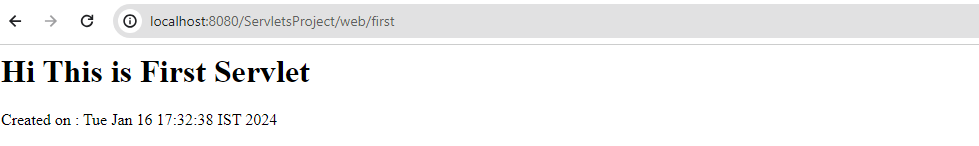 localhost:8080/ServletsProject/web/first
Hi This is First Servlet
Created on : Tue Jan 16 17:32:38 IST 2024